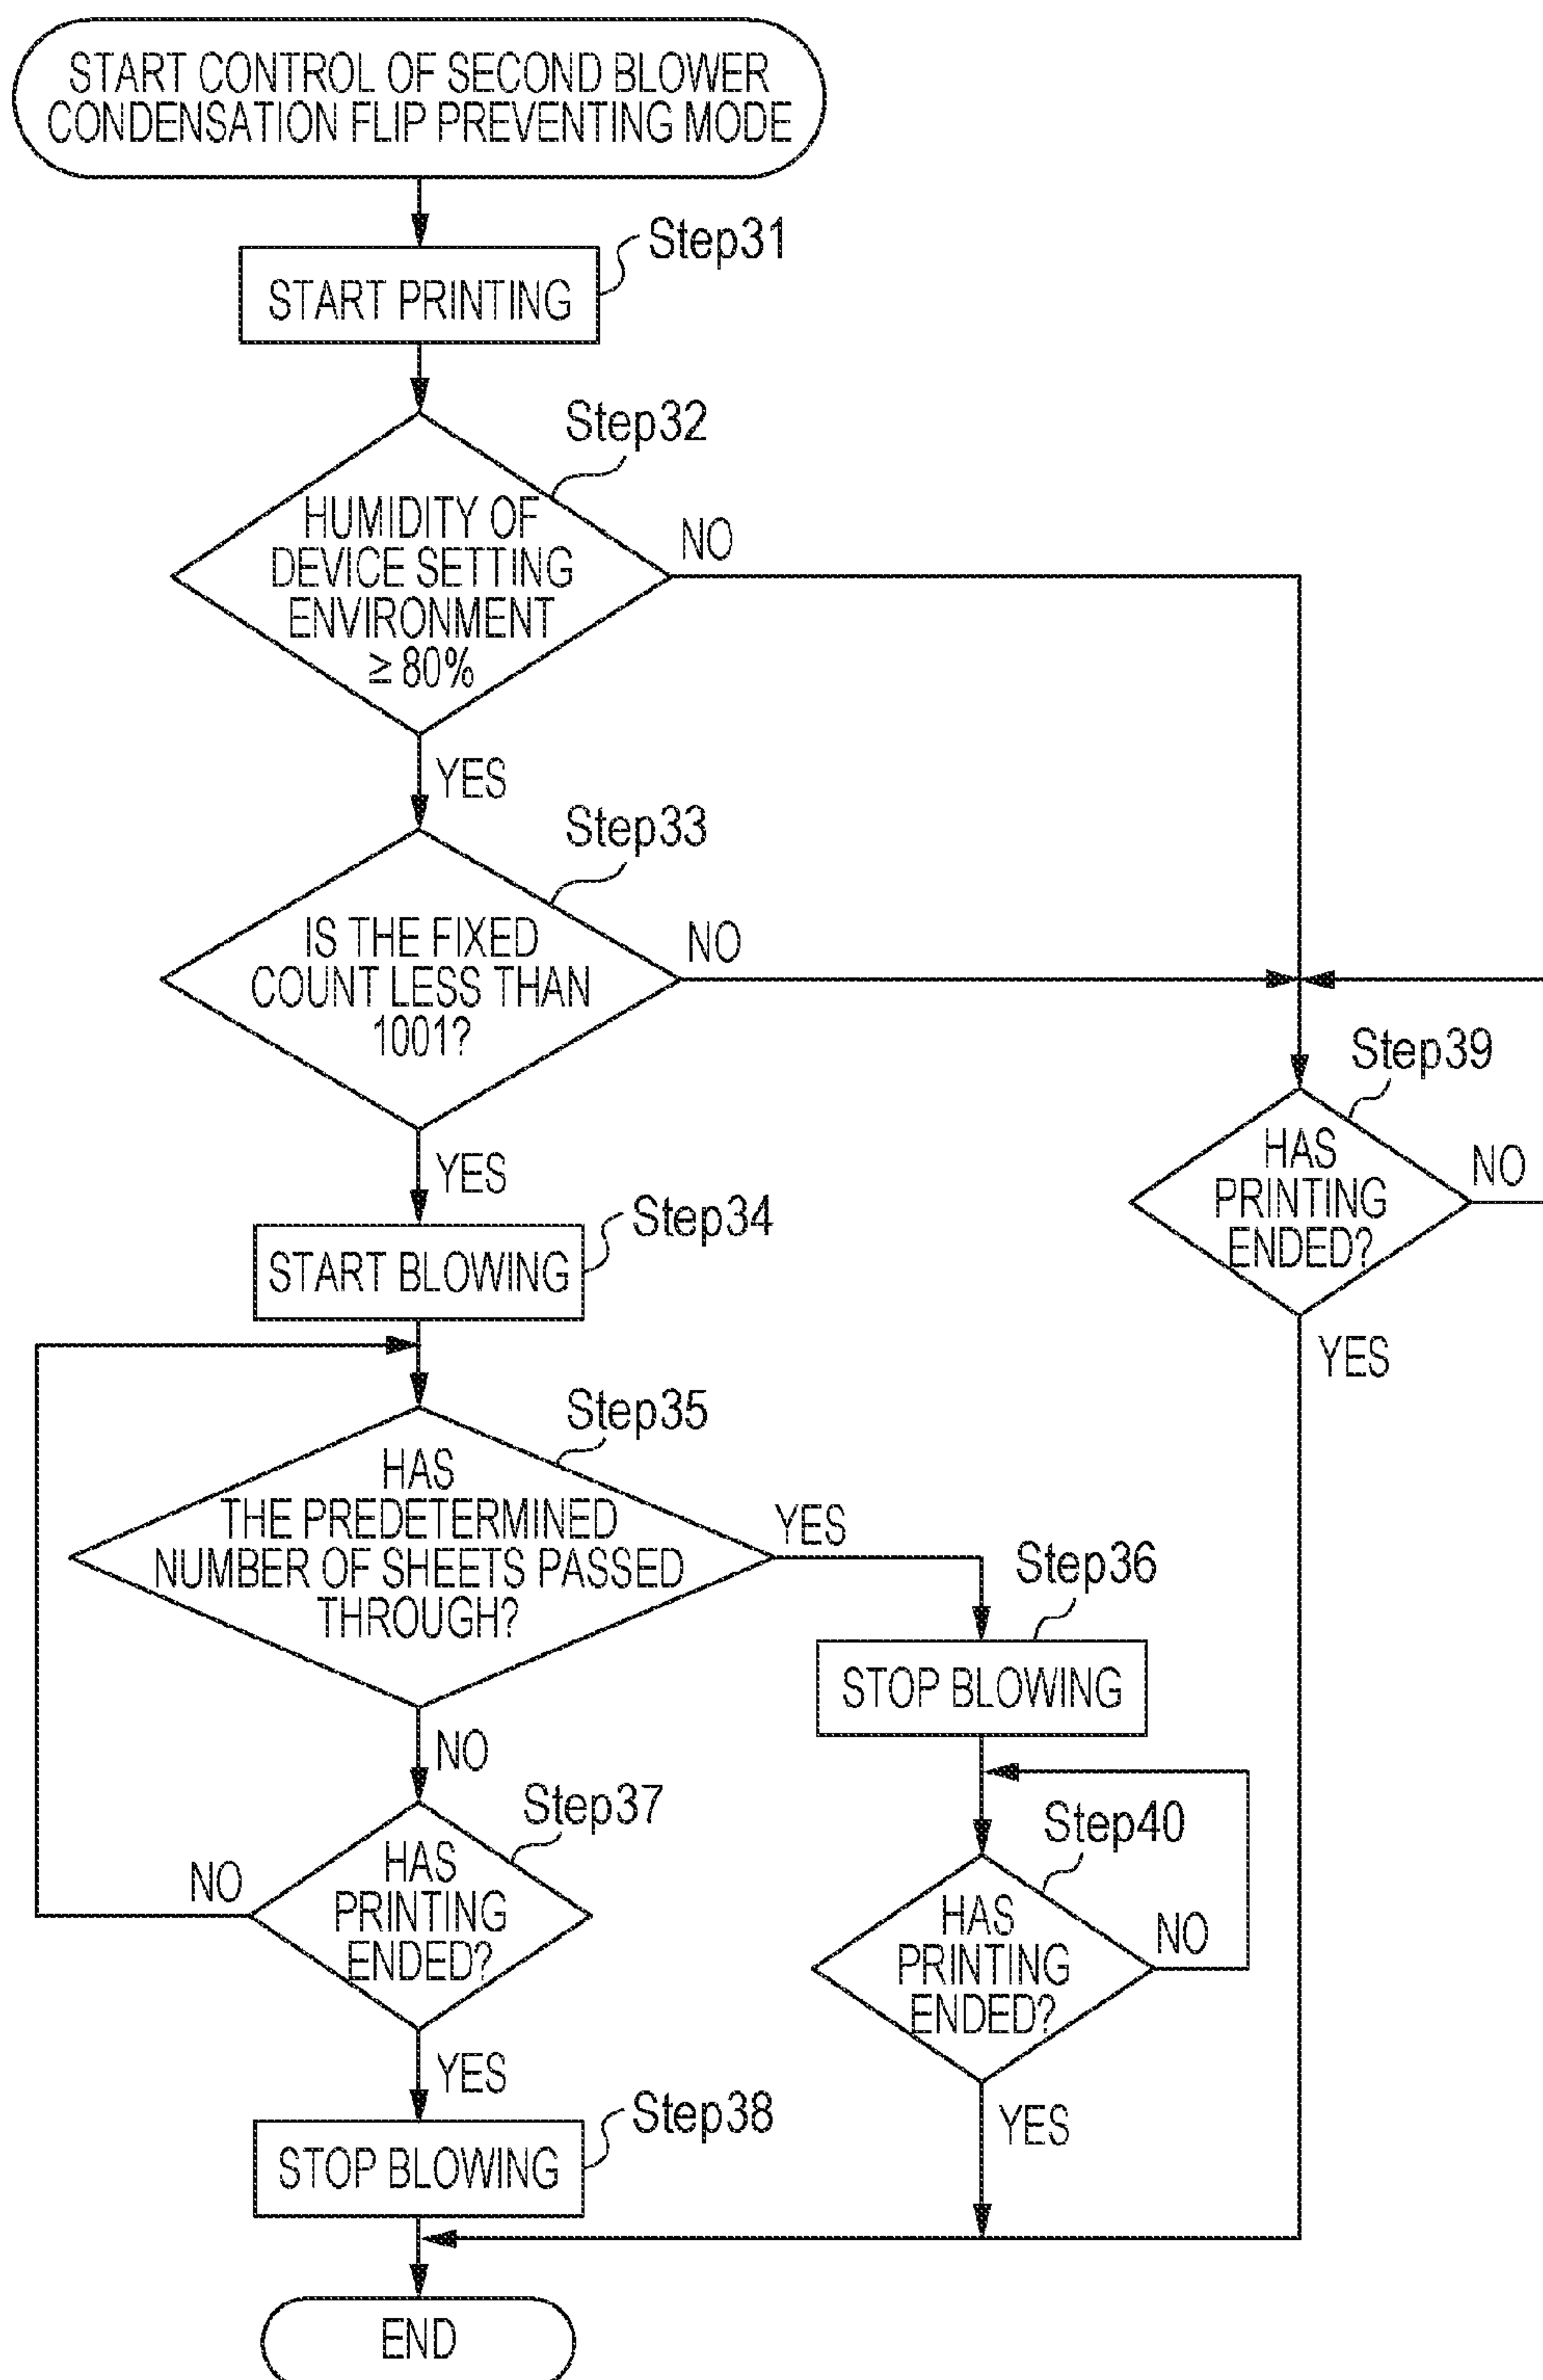 START CONTROL OF SECOND BLOWER
CONDENSATION FLIP PREVENTING MODE
Step31
START PRINTING
Step32
HUMIDITY OF
DEVICE SETTING
ENVIRONMENT
≥ 80%
NO
YES
Step33
IS THE FIXED
COUNT LESS THAN
1001?
NO
YES
Step39
HAS
PRINTING
ENDED?
NO
YES
Step34
START BLOWING
Step35
HAS
THE PREDETERMINED
NUMBER OF SHEETS PASSED
THROUGH?
YES
NO
Step36
STOP BLOWING
Step37
HAS
PRINTING
ENDED?
NO
YES
Step40
HAS
PRINTING
ENDED?
NO
YES
Step38
STOP BLOWING
END